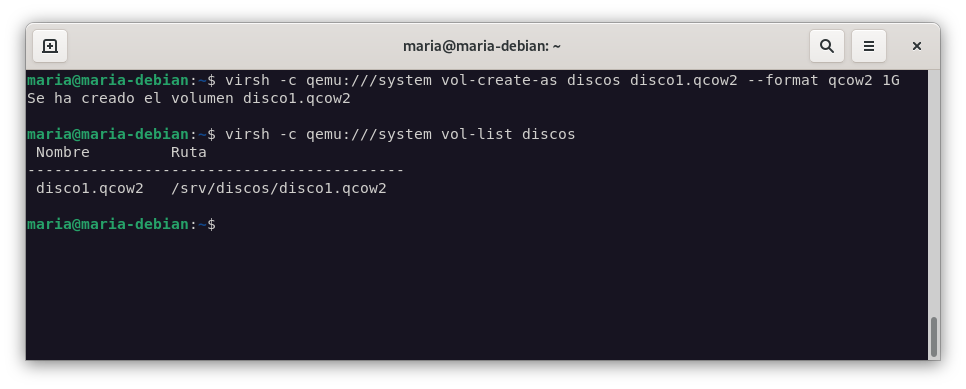 maria@maria-debian: ~
maria@maria-debian:~$ virsh -c qemu:///system vol-create-as discos disco1.qcow2 --format qcow2 1G
Se ha creado el volumen disco1.qcow2
maria@maria-debian:~$ virsh -c qemu:///system vol-list discos
Nombre         Ruta
------------------------------------------
disco1.qcow2   /srv/discos/disco1.qcow2
maria@maria-debian:~$